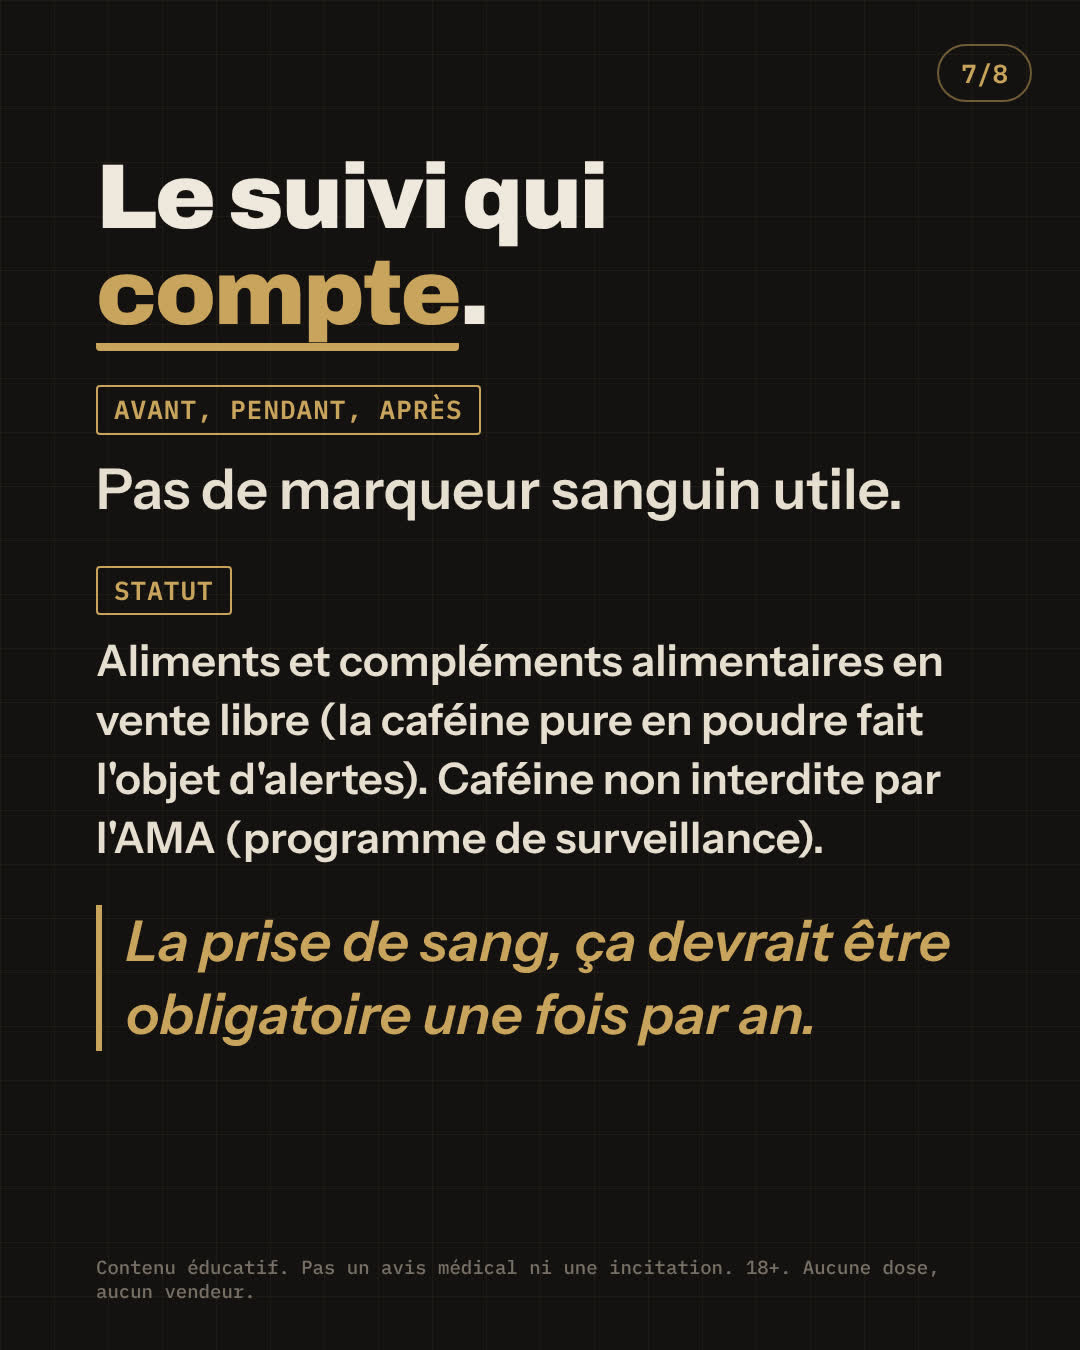 7/8
Le suivi qui
compte.
AVANT, PENDANT, APRÈS
Pas de marqueur sanguin utile.
STATUT
Aliments et compléments alimentaires en
vente libre (la caféine pure en poudre fait
l'objet d'alertes). Caféine non interdite par
l'AMA (programme de surveillance).
La prise de sang, ça devrait être
obligatoire une fois par an.
Contenu éducatif. Pas un avis médical ni une incitation. 18+. Aucune dose,
aucun vendeur.